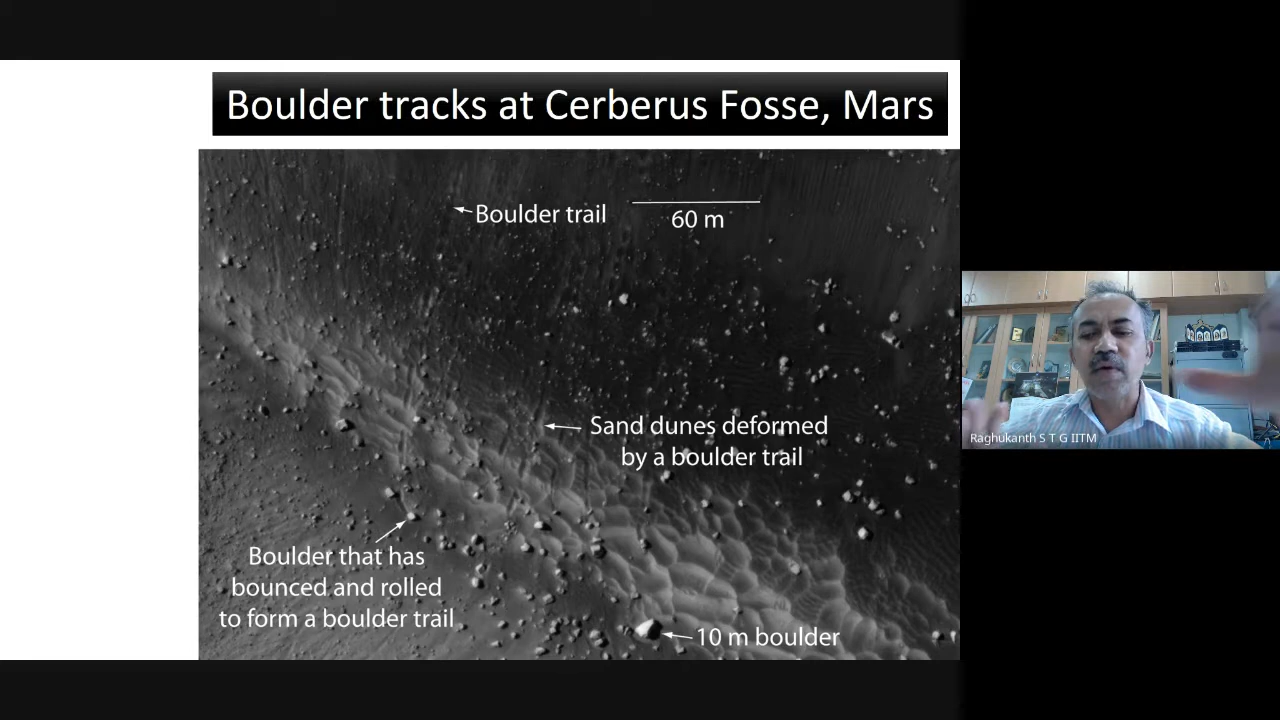 Boulder tracks at Cerberus Fosse, Mars
Boulder trail
60 m
Sand dunes deformed
by a boulder trail
Boulder that has
bounced and rolled
to form a boulder trail
10 m boulder
Raghukanth S T G IITM